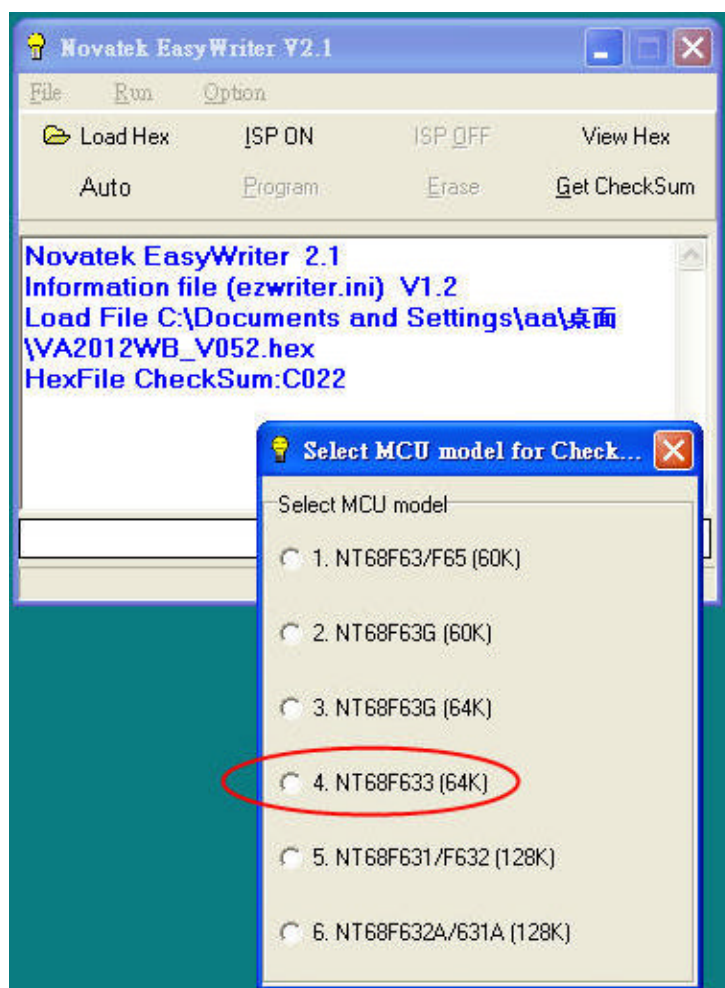 Novatek EasyWriter V2.1
File Run Option
Load Hex ISP ON ISP OFF View Hex
Auto Program Erase Get CheckSum
Novatek EasyWriter 2.1
Information file (ezwriter.ini) V1.2
Load File C:\Documents and Settings\aa\桌面
\VA2012WB_V052.hex
HexFile CheckSum:C022
Select MCU model for Check...
Select MCU model
1. NT68F63/F65 (60K)
2. NT68F63G (60K)
3. NT68F63G (64K)
4. NT68F633 (64K)
5. NT68F631/F632 (128K)
6. NT68F632A/631A (128K)